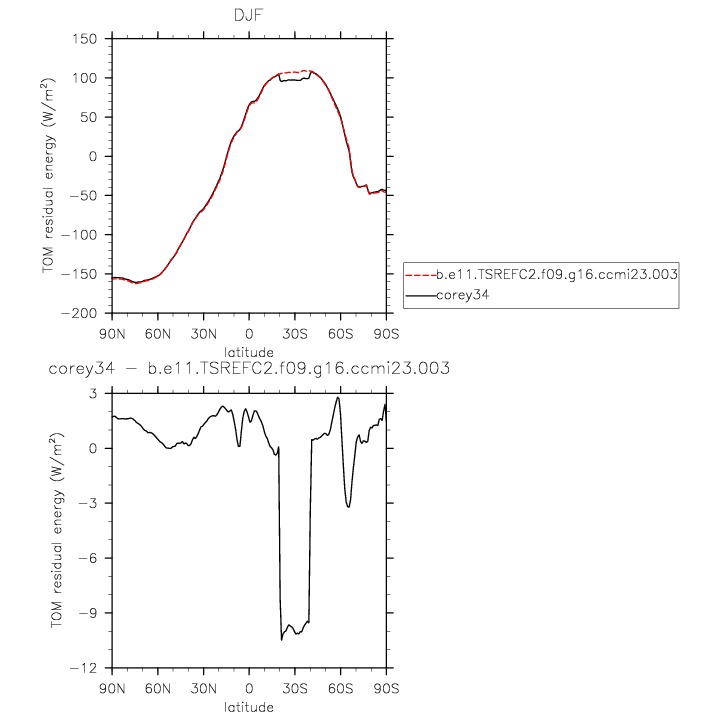 DJF
150
100
50
0
−50
−100
−150
−200
TOM residual energy (W/m²)
90N 60N 30N 0 30S 60S 90S
latitude
b.e11.TSREFC2.f09.g16.ccmi23.003
corey34
corey34 − b.e11.TSREFC2.f09.g16.ccmi23.003
3
0
−3
−6
−9
−12
TOM residual energy (W/m²)
90N 60N 30N 0 30S 60S 90S
latitude